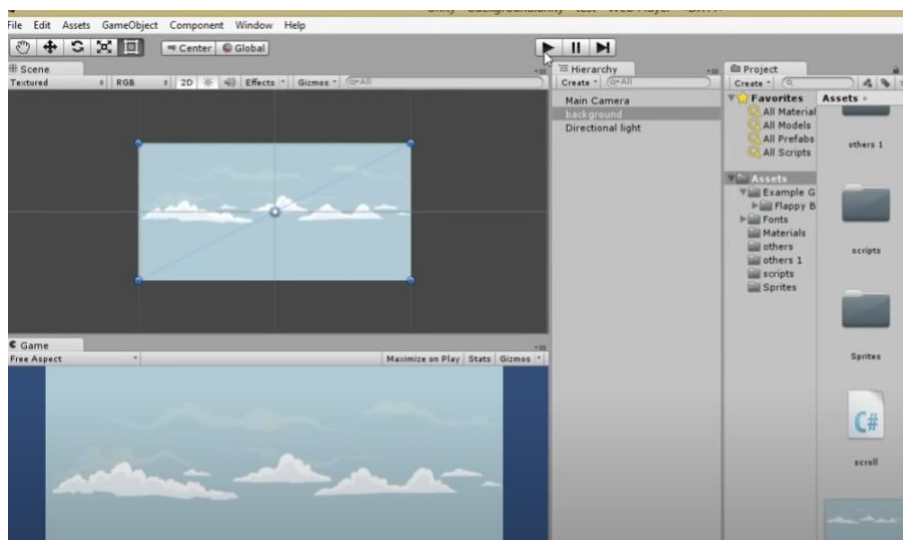 File Edit Assets GameObject Component Window Help
Center Global
Scene
Textured RGB 2D Effects Gizmos All
Hierarchy
Create All
Main Camera
background
Directional light
Project
Create
Favorites
All Material
All Models
All Prefabs
All Scripts
Assets
Example G
Flappy B
Fonts
Materials
others
others 1
scripts
Sprites
Assets
others 1
scripts
Sprites
C#
scroll
Game
Free Aspect Maximize on Play Stats Gizmos